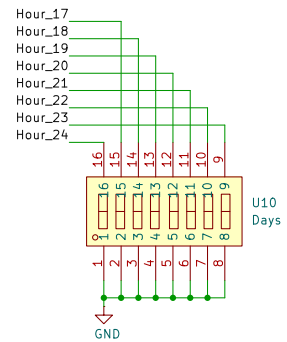 Hour_17
Hour_18
Hour_19
Hour_20
Hour_21
Hour_22
Hour_23
Hour_24
16 15 14 13 12 11 10 9
16 15 14 13 12 11 10 9
1 2 3 4 5 6 7 8
U10
Days
1 2 3 4 5 6 7 8
GND